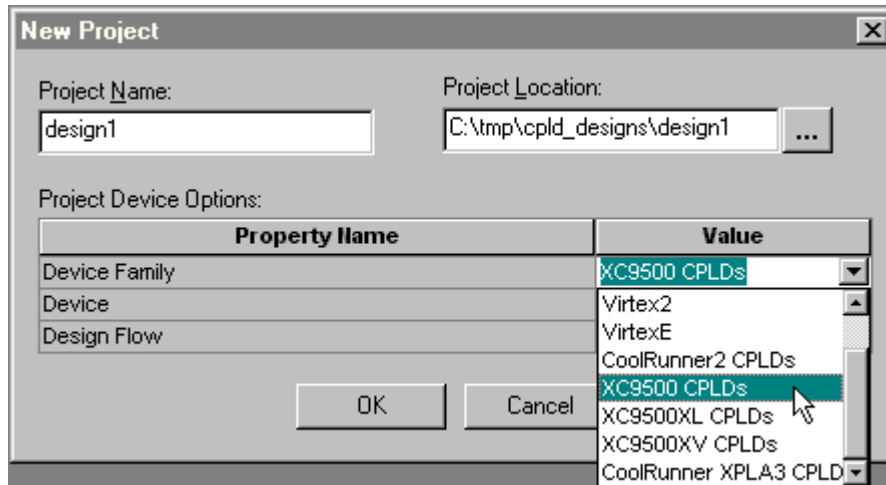 New Project
Project Name:
Project Location:
design1
C:\tmp\cpld_designs\design1
...
Project Device Options:
Property Name
Value
Device Family
XC9500 CPLDs
Device
Design Flow
Virtex2
VirtexE
CoolRunner2 CPLDs
XC9500 CPLDs
XC9500XL CPLDs
XC9500XV CPLDs
CoolRunner XPLA3 CPLD
OK
Cancel